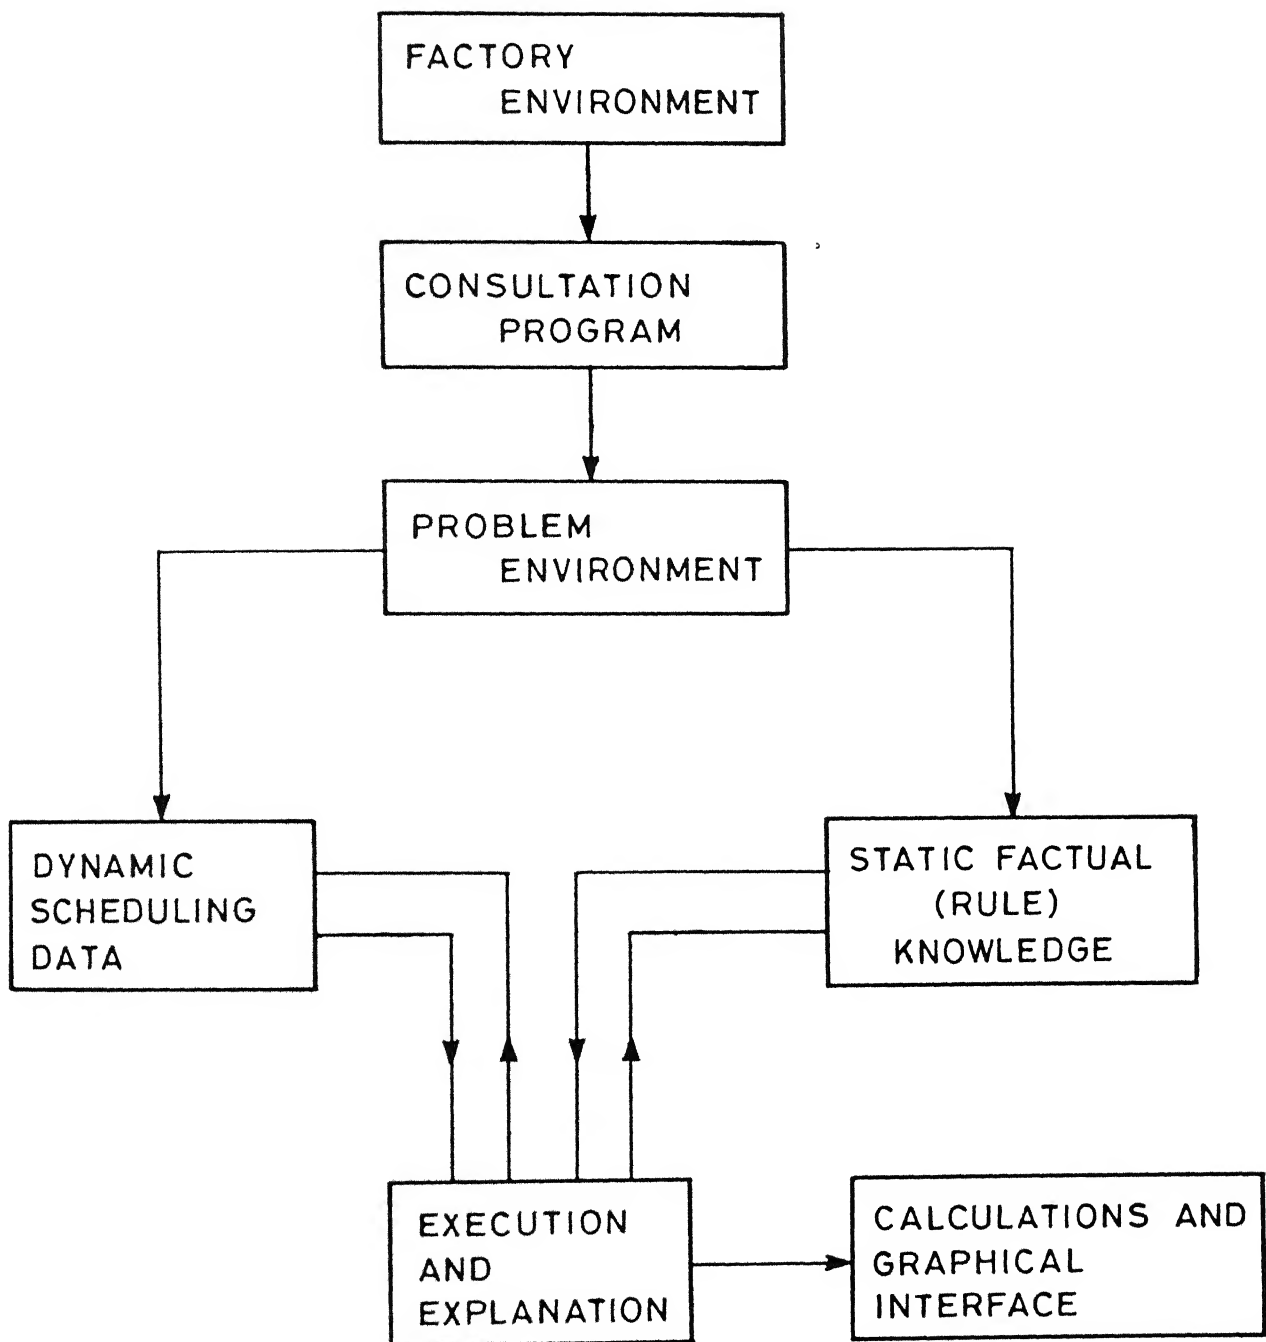 FACTORY
ENVIRONMENT
CONSULTATION
PROGRAM
PROBLEM
ENVIRONMENT
DYNAMIC
SCHEDULING
DATA
STATIC FACTUAL
(RULE)
KNOWLEDGE
EXECUTION
AND
EXPLANATION
CALCULATIONS AND
GRAPHICAL
INTERFACE